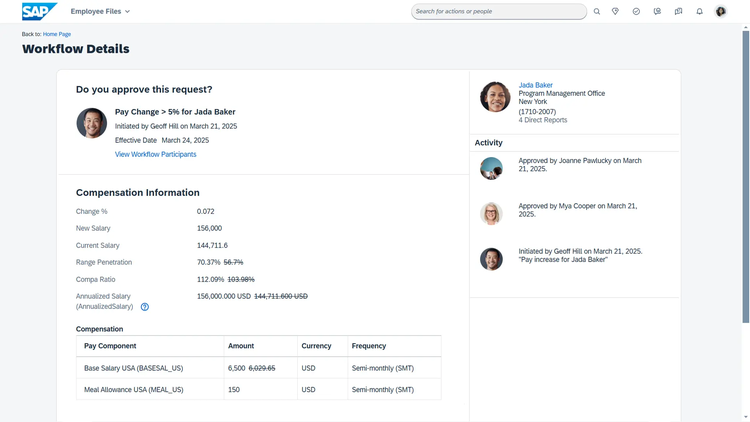 SAP
Employee Files
Search for actions or people
Back to: Home Page
Workflow Details
Do you approve this request?
Pay Change > 5% for Jada Baker
Initiated by Geoff Hill on March 21, 2025
Effective Date March 24, 2025
View Workflow Participants
Compensation Information
Change % 0.072
New Salary 156,000
Current Salary 144,711.6
Range Penetration 70.37% 56.7%
Compa Ratio 112.09% 103.98%
Annualized Salary 156,000.000 USD 144,711.600 USD
(AnnualizedSalary)
Compensation
Pay Component Amount Currency Frequency
Base Salary USA (BASESAL_US) 6,500 6,029.65 USD Semi-monthly (SMT)
Meal Allowance USA (MEAL_US) 150 USD Semi-monthly (SMT)
Jada Baker
Program Management Office
New York
(1710-2007)
4 Direct Reports
Activity
Approved by Joanne Pawlucky on March
21, 2025.
Approved by Mya Cooper on March 21,
2025.
Initiated by Geoff Hill on March 21, 2025.
"Pay increase for Jada Baker"